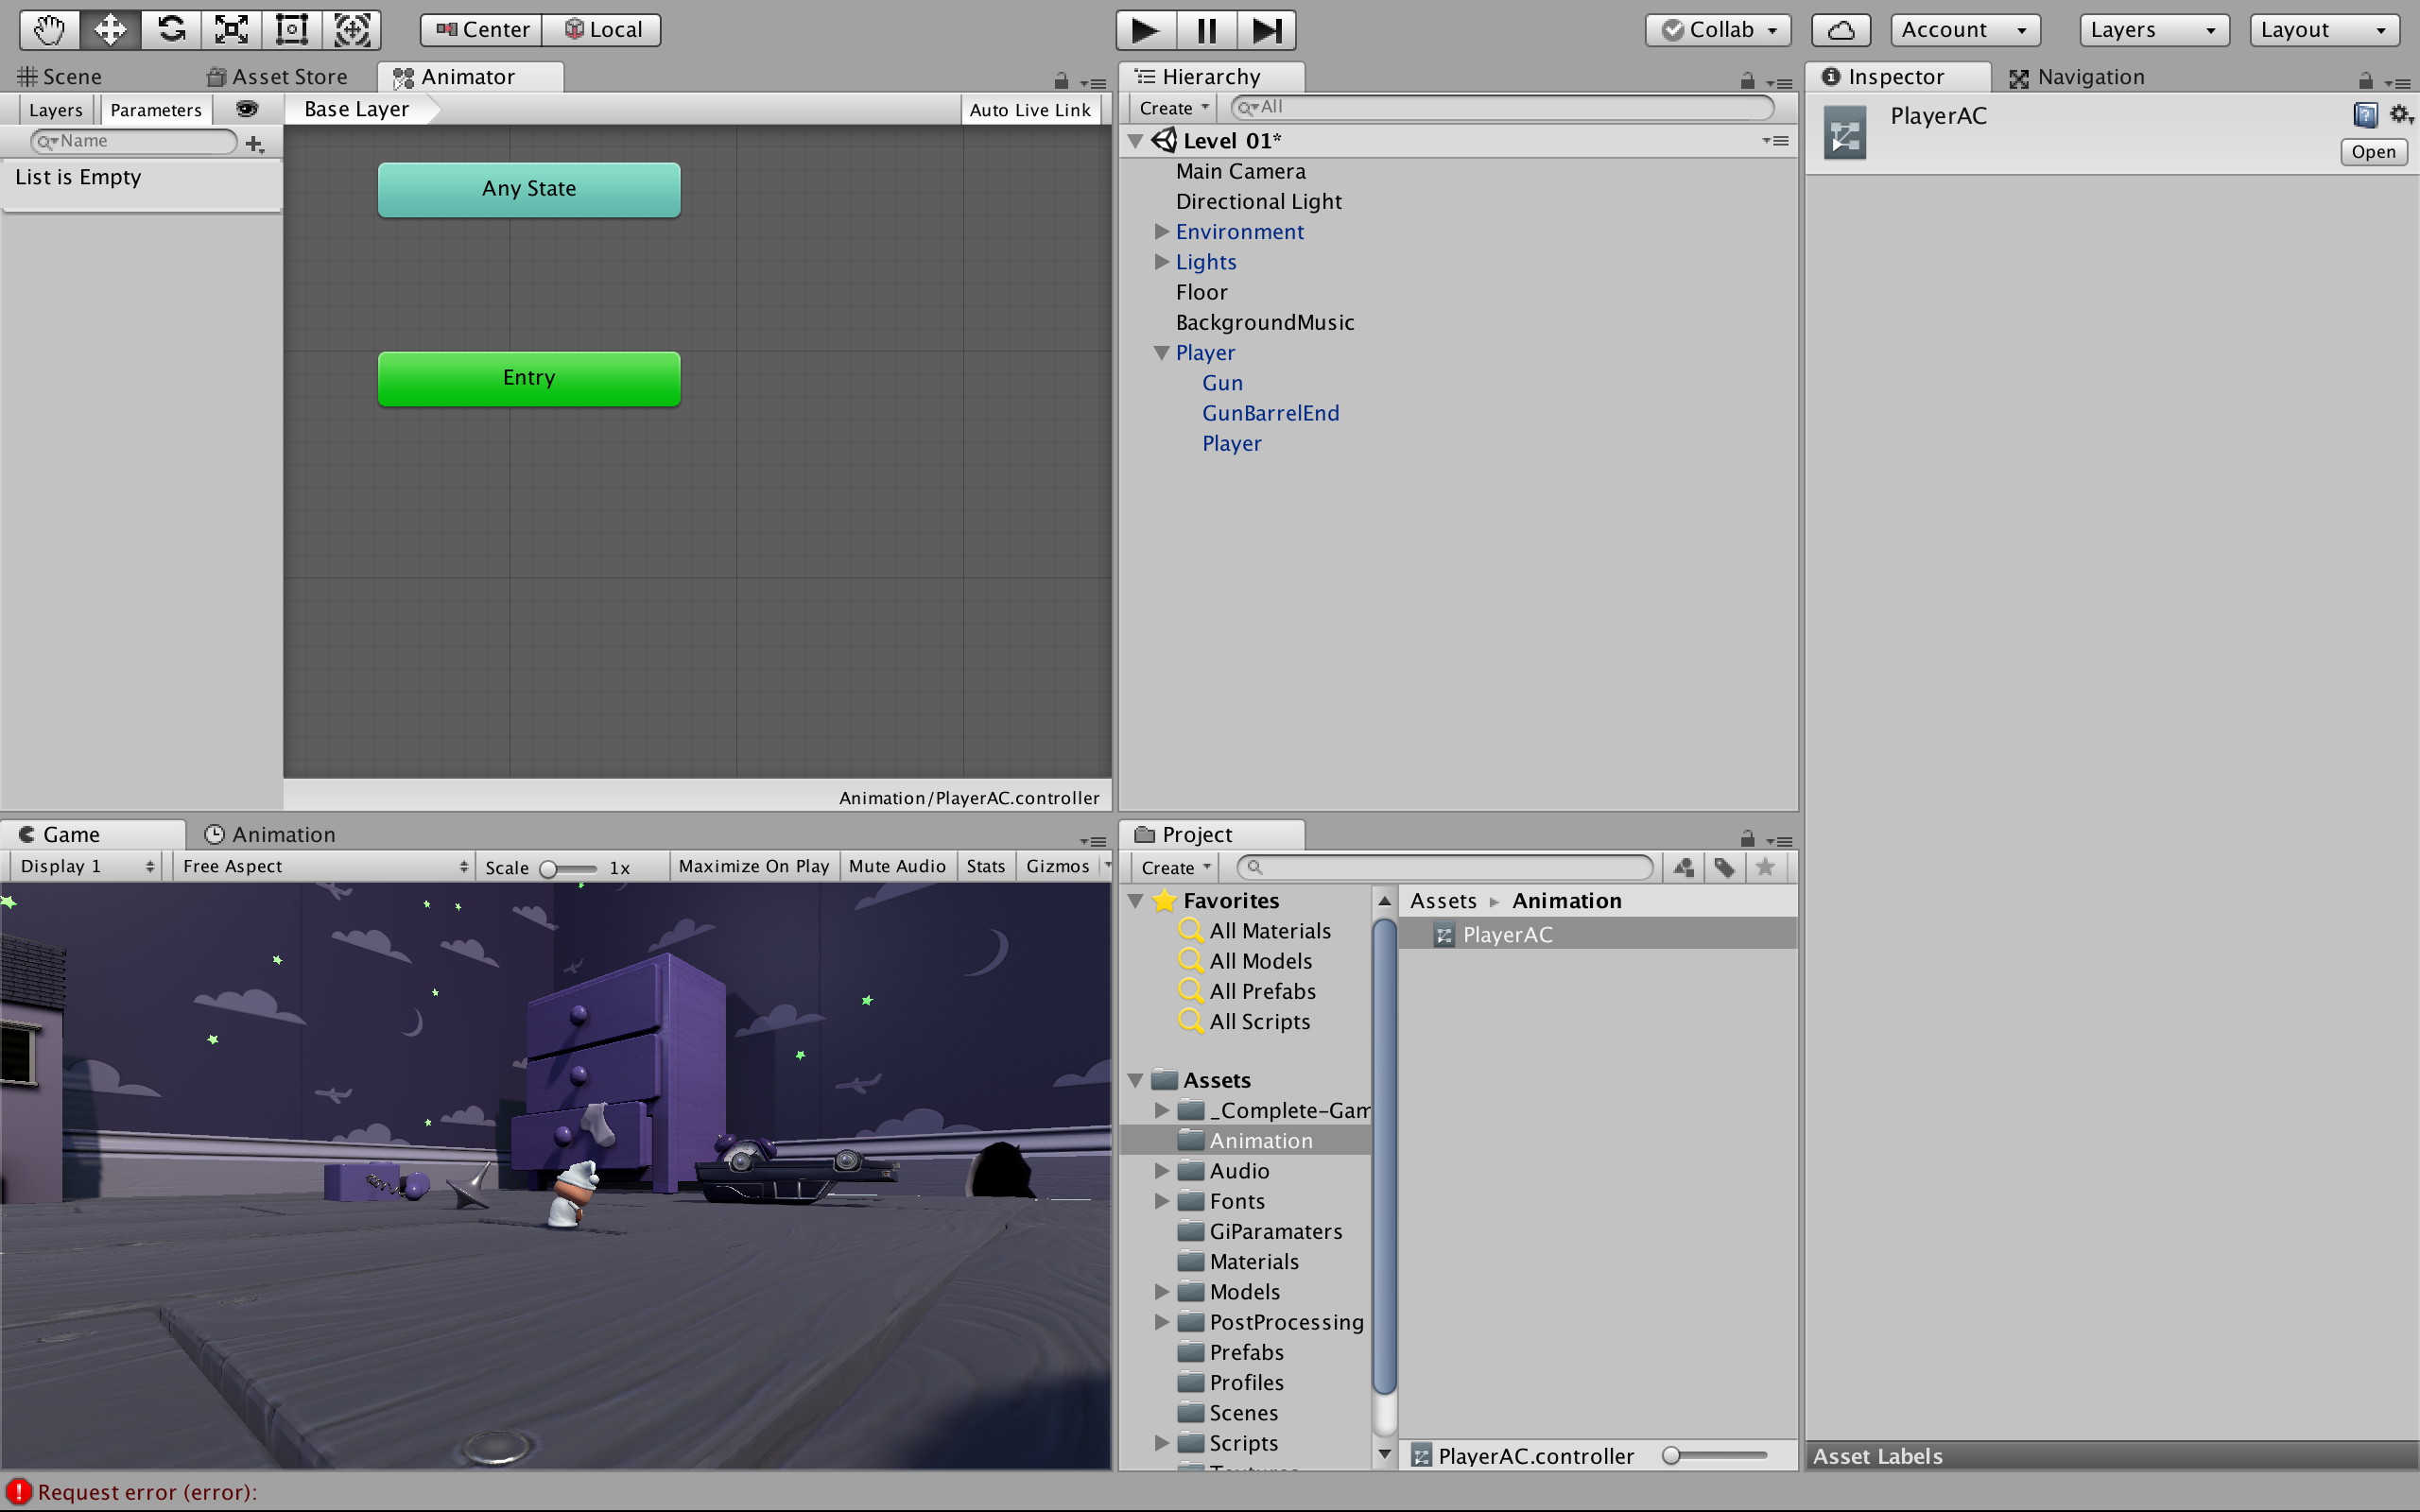 Center Local Collab Account Layers Layout
Scene Asset Store Animator
Layers Parameters Base Layer Auto Live Link
Name
List is Empty
Any State
Entry
Animation/PlayerAC.controller
Hierarchy
Create All
Level 01*
Main Camera
Directional Light
Environment
Lights
Floor
BackgroundMusic
Player
Gun
GunBarrelEnd
Player
Inspector Navigation
PlayerAC
Open
Game Animation
Display 1 Free Aspect Scale 1x Maximize On Play Mute Audio Stats Gizmos
Project
Create
Favorites
All Materials
All Models
All Prefabs
All Scripts
Assets
_Complete-Gam
Animation
Audio
Fonts
GiParamaters
Materials
Models
PostProcessing
Prefabs
Profiles
Scenes
Scripts
Assets Animation
PlayerAC
PlayerAC.controller
Asset Labels
Request error (error):